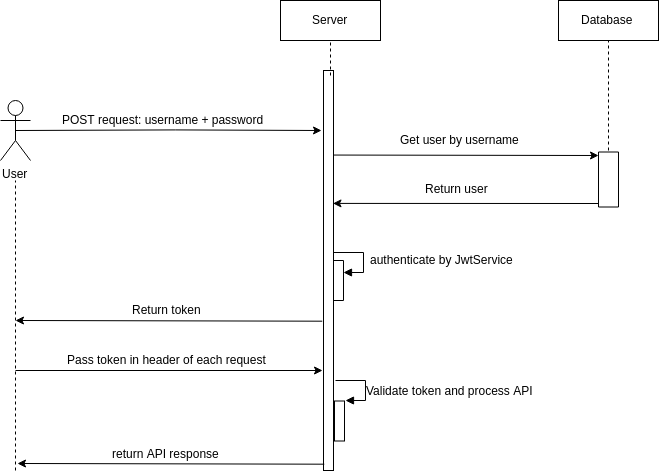 Server
Database
POST request: username + password
Get user by username
User
Return user
authenticate by JwtService
Return token
Pass token in header of each request
Validate token and process API
return API response